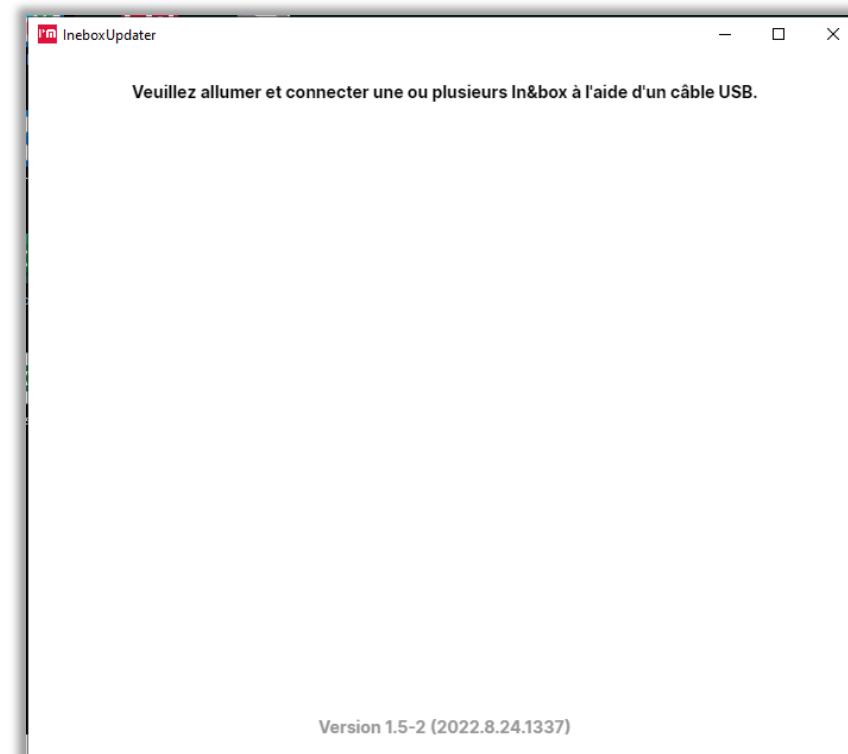 I'm IneboxUpdater
Veuillez allumer et connecter une ou plusieurs In&box à l'aide d'un câble USB.
Version 1.5-2 (2022.8.24.1337)